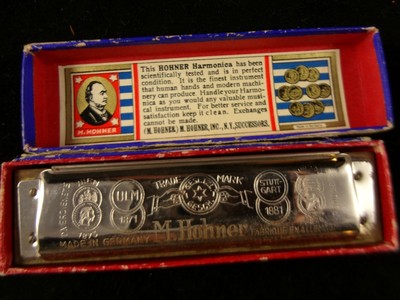 This HOHNER Harmonica has been
scientifically tested and is in perfect
condition. It is the finest instrument
that human hands and modern machi-
nery can produce. Handle your Harmo-
nica as you would any valuable musi-
cal instrument. For better service and
satisfaction keep it clean. Exchanges
cannot be made.
(M. HOHNER,) M. HOHNER, INC., N.Y., SUCCESSORS.
M. HOHNER
ULM
1871
TRADE MARK
STUTT-
GART
1881
MADE IN GERMANY
M. Hohner